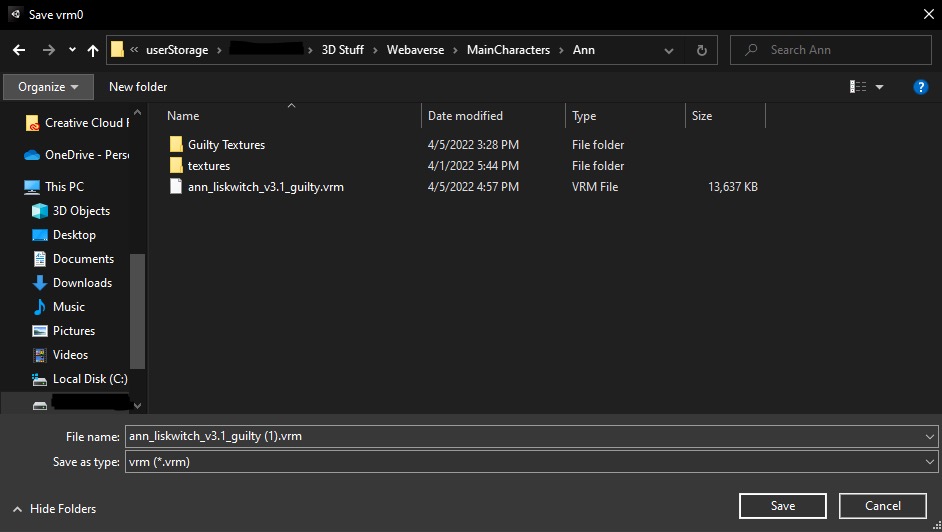 Save vrm0
« userStorage > > 3D Stuff > Webaverse > MainCharacters > Ann
Search Ann
Organize
New folder
?
Name Date modified Type Size
Creative Cloud F
OneDrive - Perso
This PC
3D Objects
Desktop
Documents
Downloads
Music
Pictures
Videos
Local Disk (C:)
Guilty Textures 4/5/2022 3:28 PM File folder
textures 4/1/2022 5:44 PM File folder
ann_liskwitch_v3.1_guilty.vrm 4/5/2022 4:57 PM VRM File 13,637 KB
File name: ann_liskwitch_v3.1_guilty (1).vrm
Save as type: vrm (*.vrm)
Hide Folders
Save
Cancel